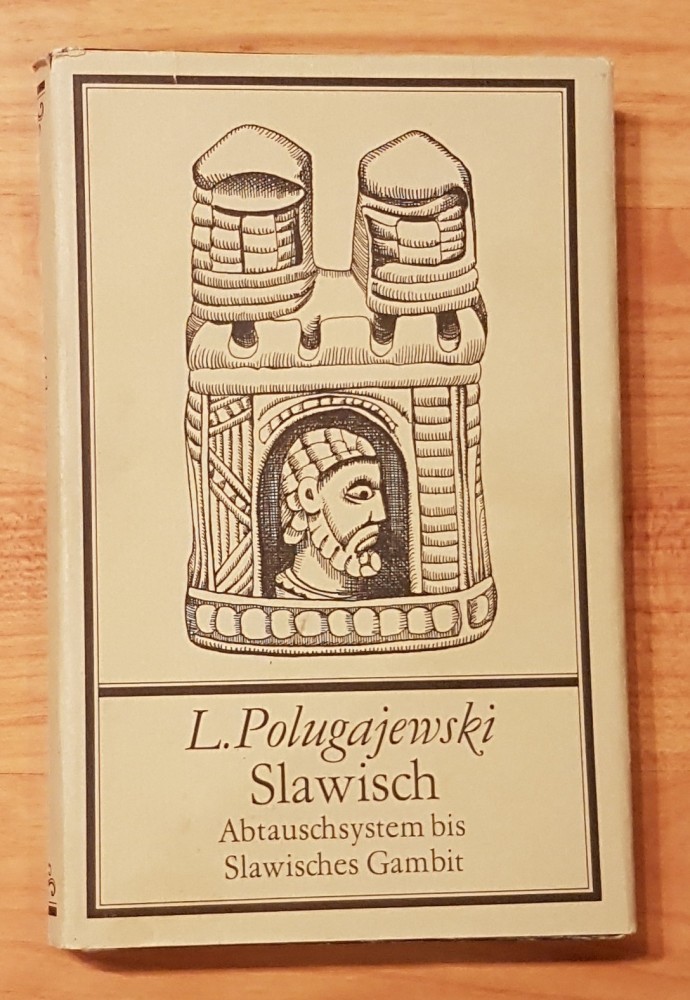 L. Polugajewski
Slawisch
Abtauschsystem bis
Slawisches Gambit